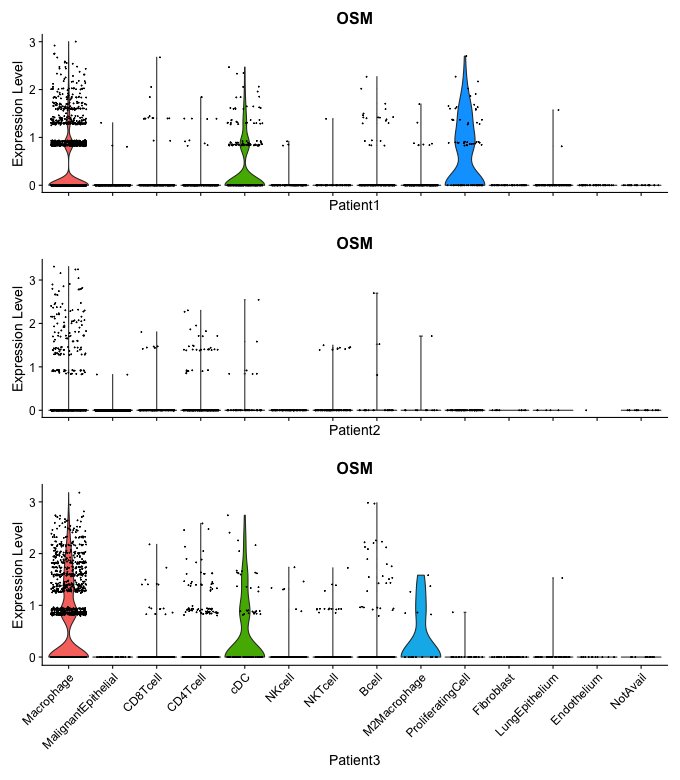 OSM
Expression Level
3
2
1
0
Patient1
OSM
Expression Level
3
2
1
0
Patient2
OSM
Expression Level
3
2
1
0
Macrophage
MalignantEpithelial
CD8Tcell
CD4Tcell
cDC
NKcell
NKTcell
Bcell
M2Macrophage
ProliferatingCell
Fibroblast
LungEpithelium
Endothelium
NotAvail
Patient3